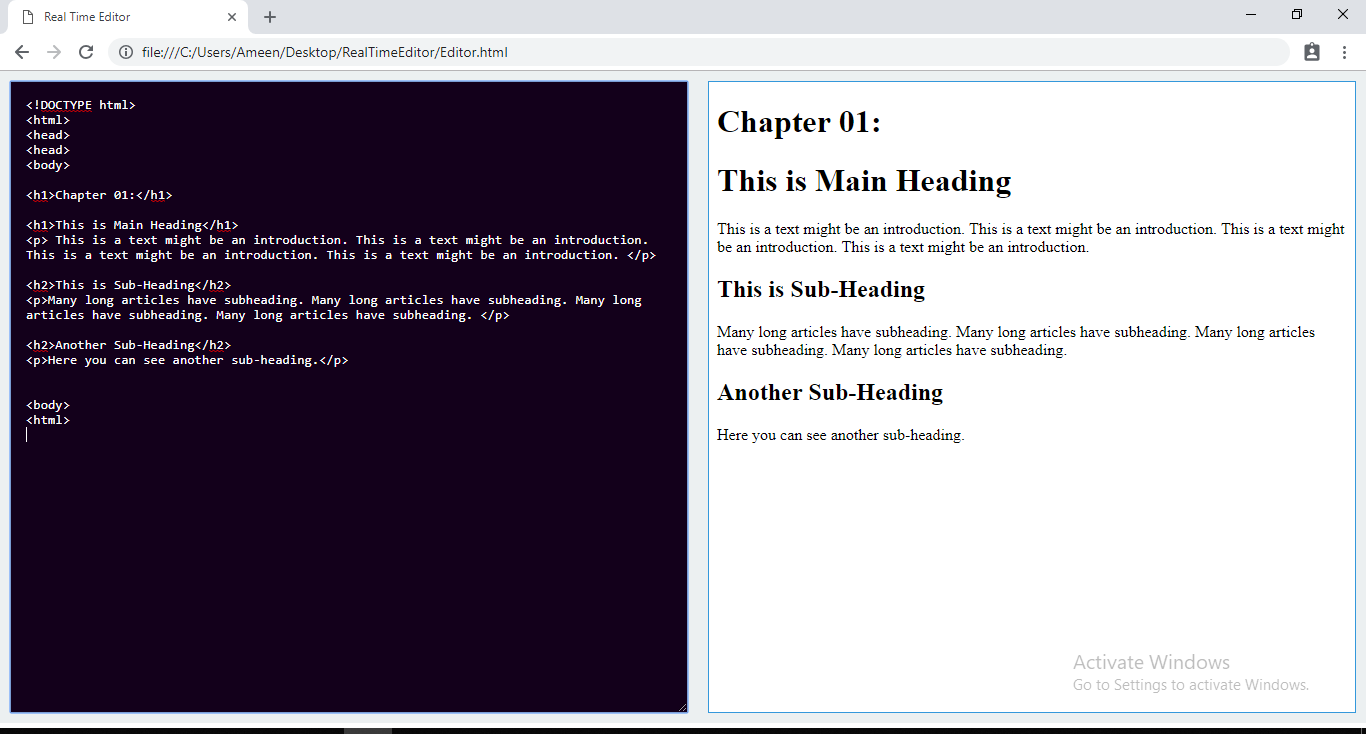 Real Time Editor
file:///C:/Users/Ameen/Desktop/RealTimeEditor/Editor.html
<!DOCTYPE html>
<html>
<head>
<head>
<body>
<h1>Chapter 01:</h1>
<h1>This is Main Heading</h1>
<p> This is a text might be an introduction. This is a text might be an introduction.
This is a text might be an introduction. This is a text might be an introduction. </p>
<h2>This is Sub-Heading</h2>
<p>Many long articles have subheading. Many long articles have subheading. Many long
articles have subheading. Many long articles have subheading. </p>
<h2>Another Sub-Heading</h2>
<p>Here you can see another sub-heading.</p>
<body>
<html>
Chapter 01:
This is Main Heading
This is a text might be an introduction. This is a text might be an introduction. This is a text might
be an introduction. This is a text might be an introduction.
This is Sub-Heading
Many long articles have subheading. Many long articles have subheading. Many long articles
have subheading. Many long articles have subheading.
Another Sub-Heading
Here you can see another sub-heading.
Activate Windows
Go to Settings to activate Windows.